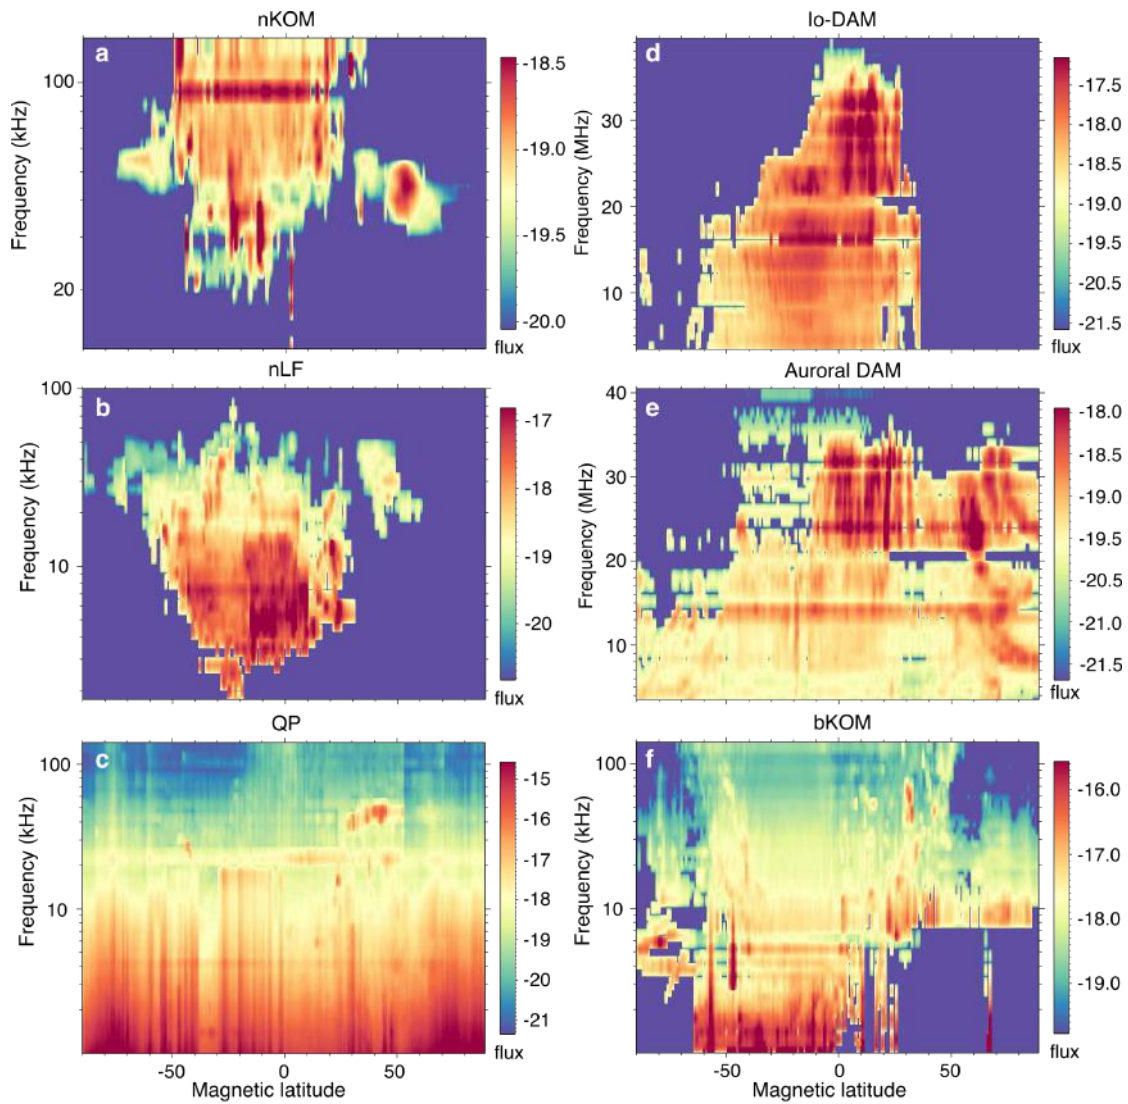 nKOM
a
Frequency (kHz)
100
20
-18.5
-19.0
-19.5
-20.0
flux
Io-DAM
d
Frequency (MHz)
30
20
10
-17.5
-18.0
-18.5
-19.0
-19.5
-20.0
-20.5
-21.5
flux
nLF
b
Frequency (kHz)
100
10
-17
-18
-19
-20
flux
Auroral DAM
e
Frequency (MHz)
40
30
20
10
-18.0
-18.5
-19.0
-19.5
-20.0
-20.5
-21.0
-21.5
flux
QP
c
Frequency (kHz)
100
10
-50
0
50
Magnetic latitude
-15
-16
-17
-18
-19
-20
-21
flux
bKOM
f
Frequency (kHz)
100
10
-50
0
50
Magnetic latitude
-16.0
-17.0
-18.0
-19.0
flux